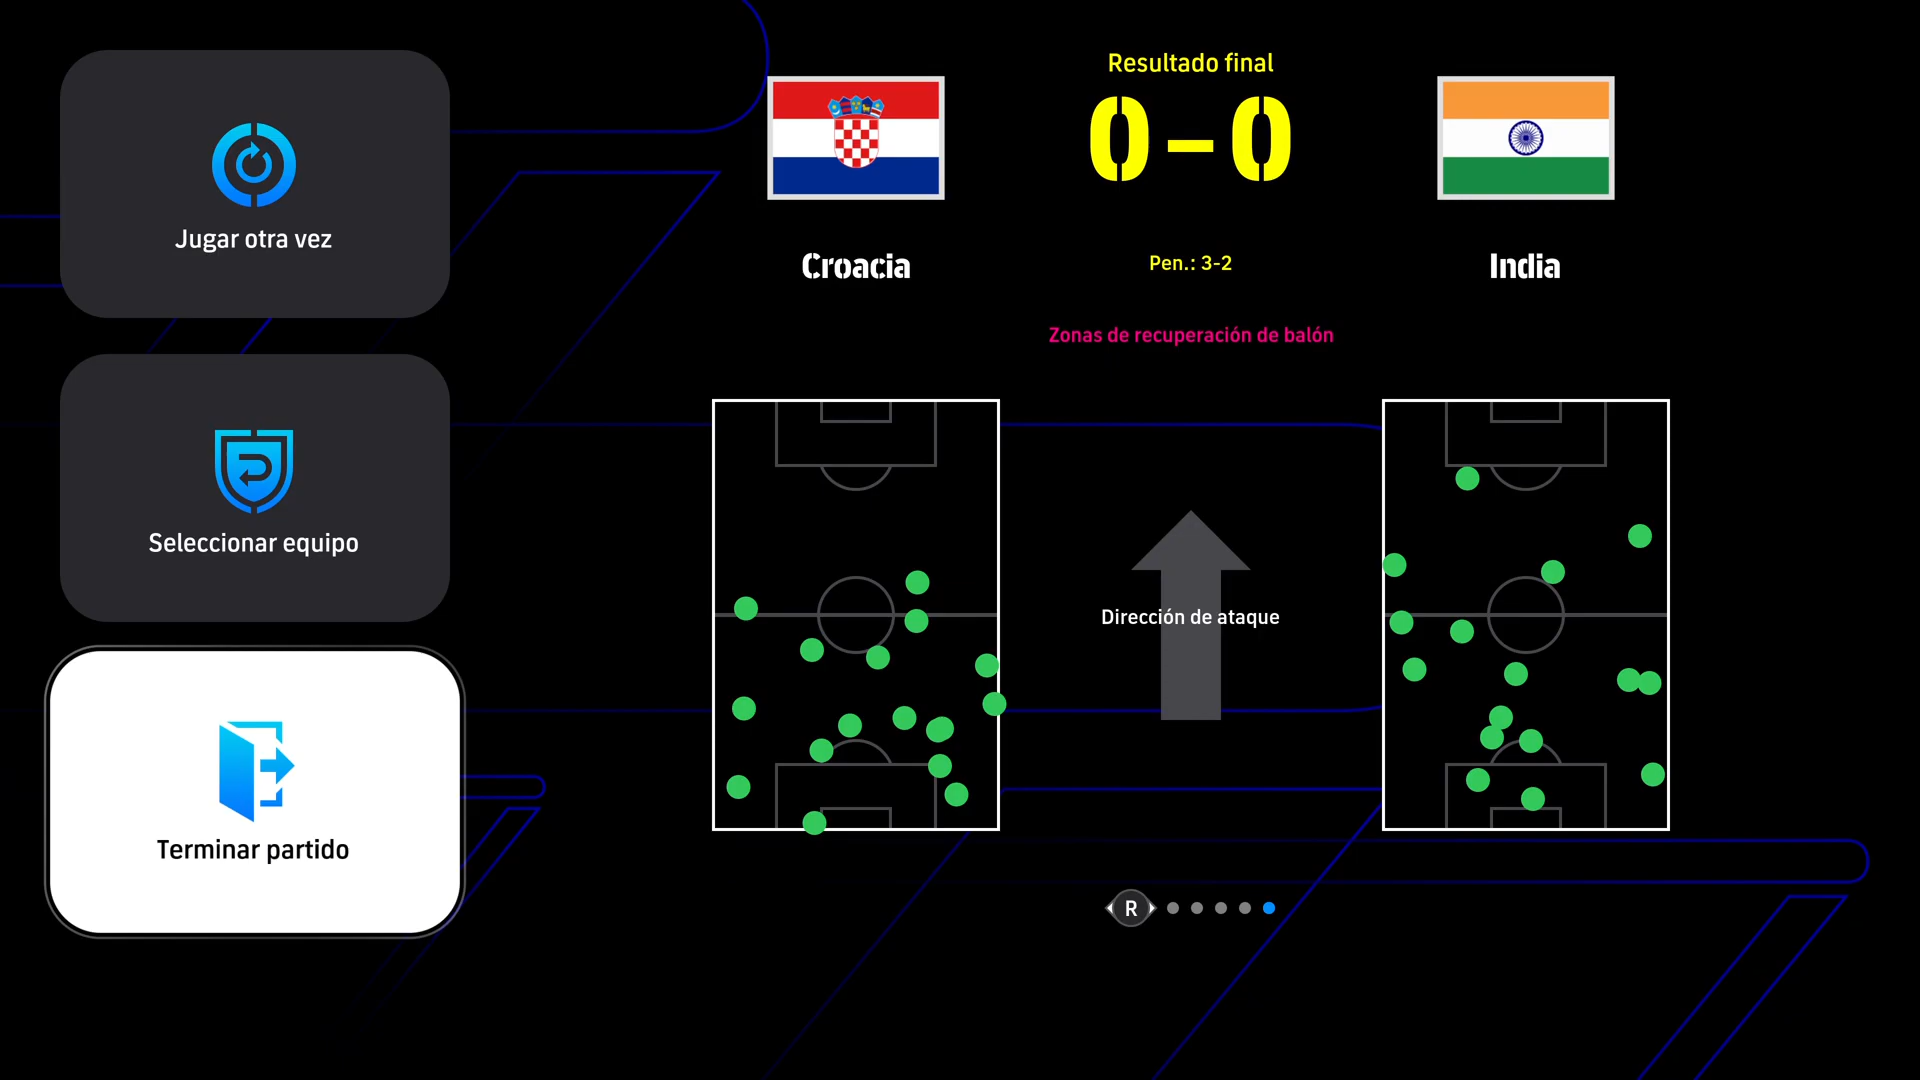 Jugar otra vez
Seleccionar equipo
Terminar partido
Resultado final
0 – 0
Croacia
Pen.: 3-2
India
Zonas de recuperación de balón
Dirección de ataque
R